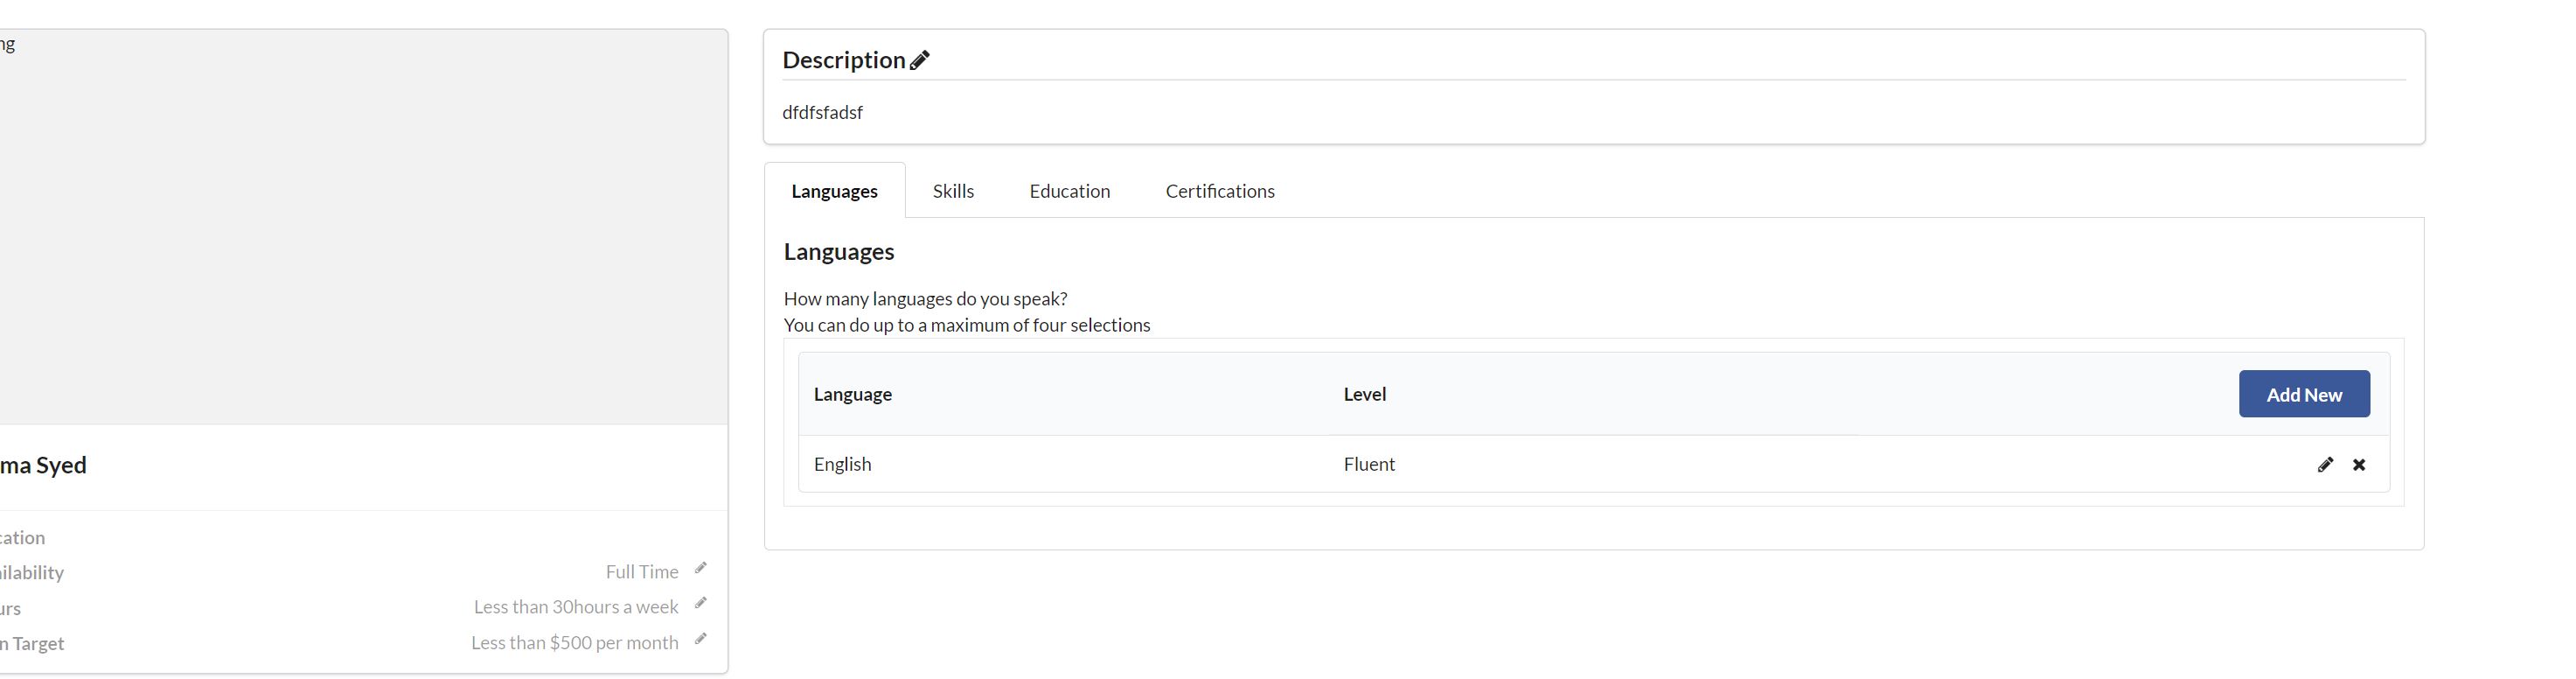 ng
ma Syed
cation
ilability Full Time
urs Less than 30hours a week
n Target Less than $500 per month
Description
dfdfsfadsf
Languages Skills Education Certifications
Languages
How many languages do you speak?
You can do up to a maximum of four selections
Language Level Add New
English Fluent